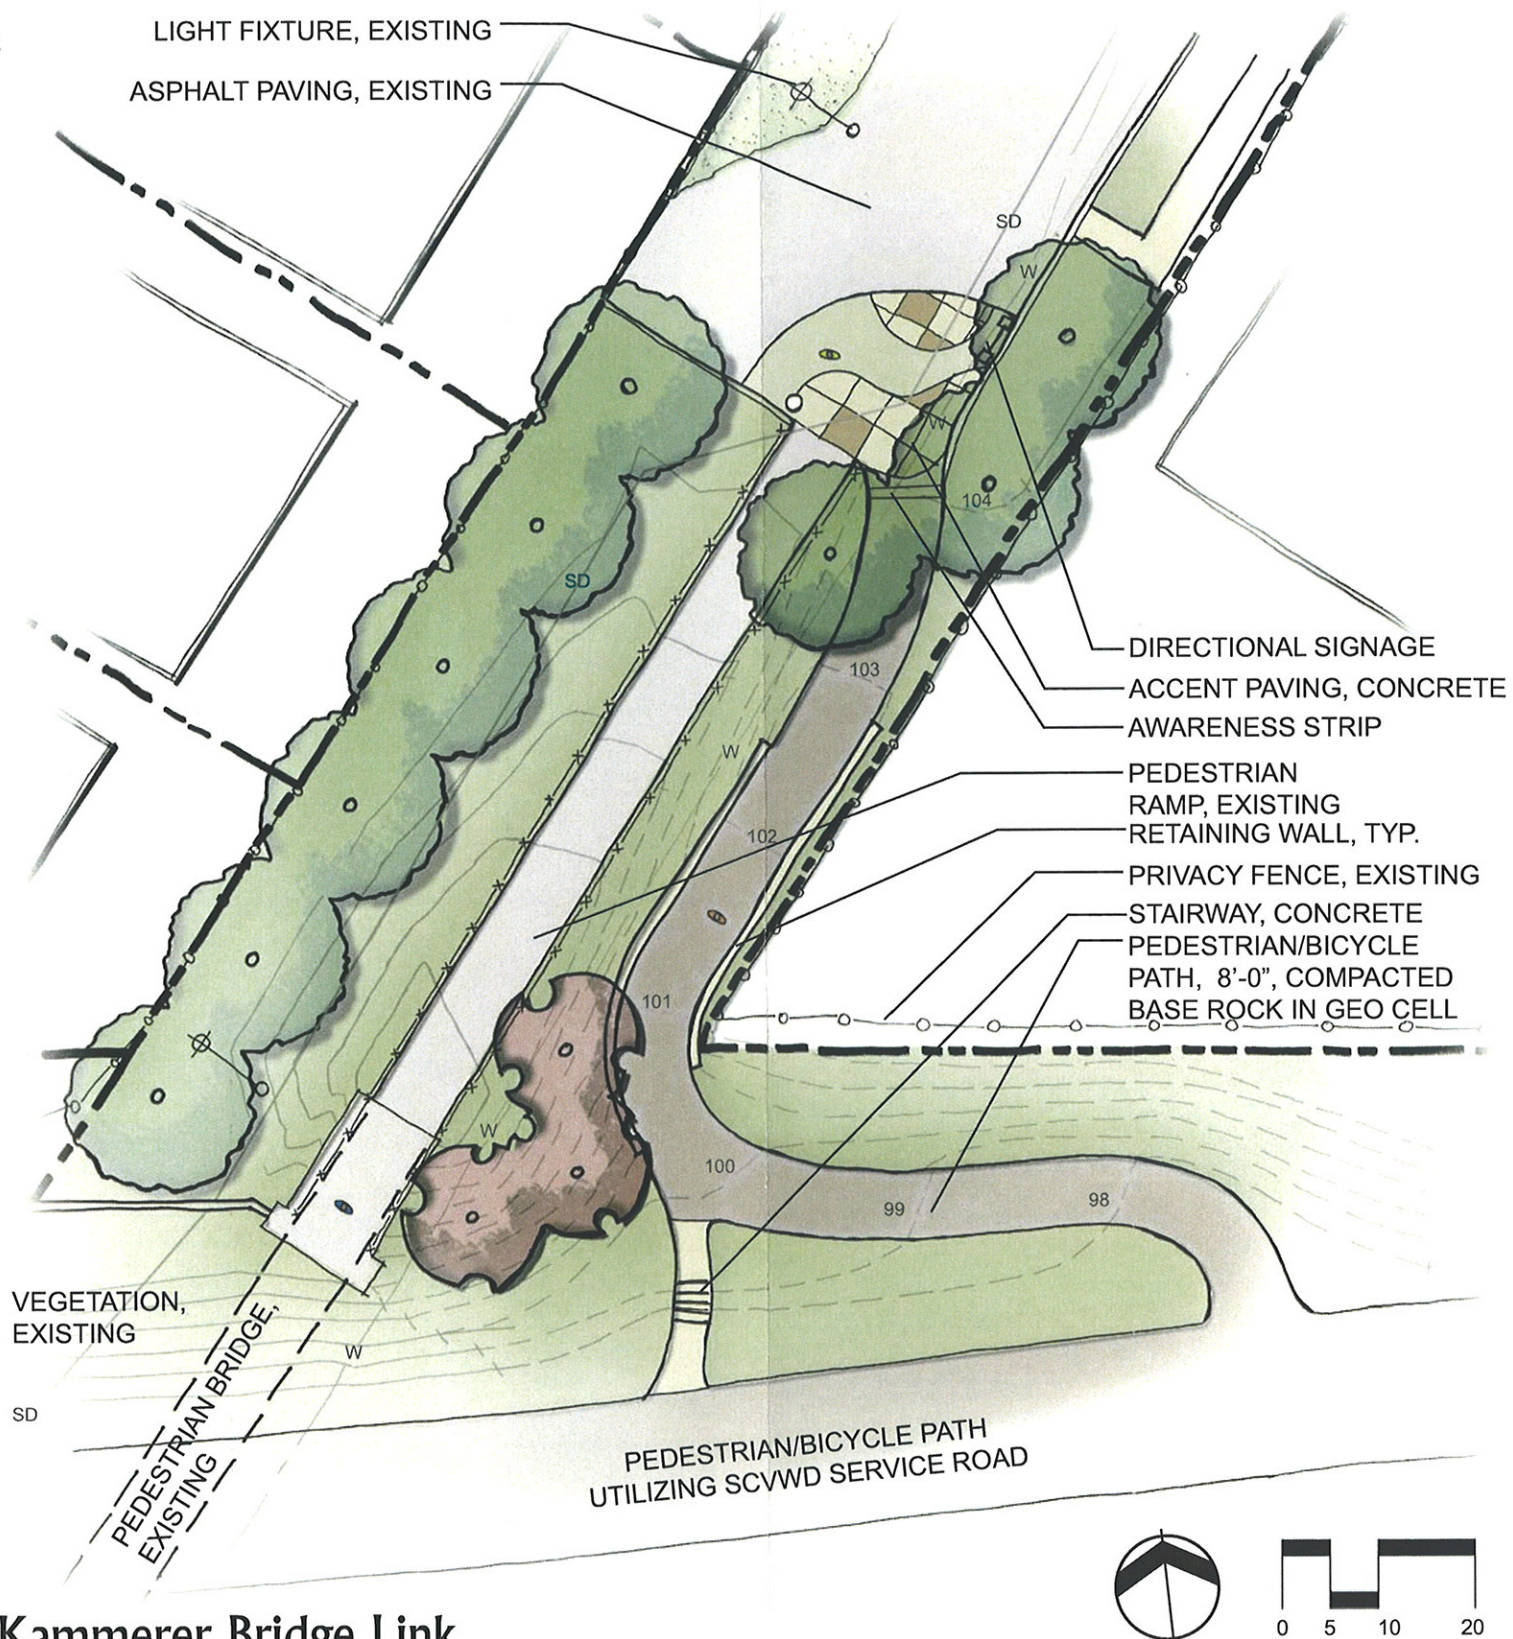 LIGHT FIXTURE, EXISTING
ASPHALT PAVING, EXISTING
SD
W
W
104
SD
DIRECTIONAL SIGNAGE
103
ACCENT PAVING, CONCRETE
AWARENESS STRIP
W
PEDESTRIAN
RAMP, EXISTING
102
RETAINING WALL, TYP.
PRIVACY FENCE, EXISTING
STAIRWAY, CONCRETE
PEDESTRIAN/BICYCLE
PATH, 8'-0", COMPACTED
BASE ROCK IN GEO CELL
101
W
100
99
98
VEGETATION,
EXISTING
W
SD
PEDESTRIAN BRIDGE,
EXISTING
PEDESTRIAN/BICYCLE PATH
UTILIZING SCVWD SERVICE ROAD
0 5 10 20
Kammerer Bridge Link